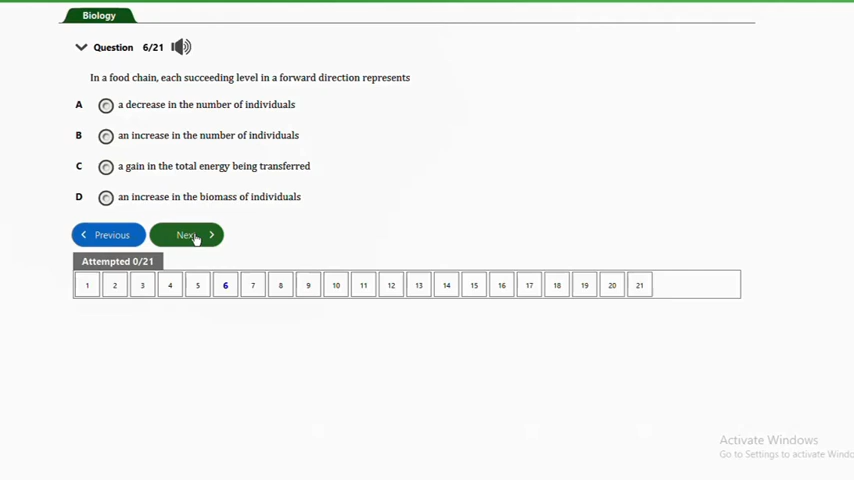 Biology
Question 6/21
In a food chain, each succeeding level in a forward direction represents
A a decrease in the number of individuals
B an increase in the number of individuals
C a gain in the total energy being transferred
D an increase in the biomass of individuals
Previous Next
Attempted 0/21
1 2 3 4 5 6 7 8 9 10 11 12 13 14 15 16 17 18 19 20 21
Activate Windows
Go to Settings to activate Windo